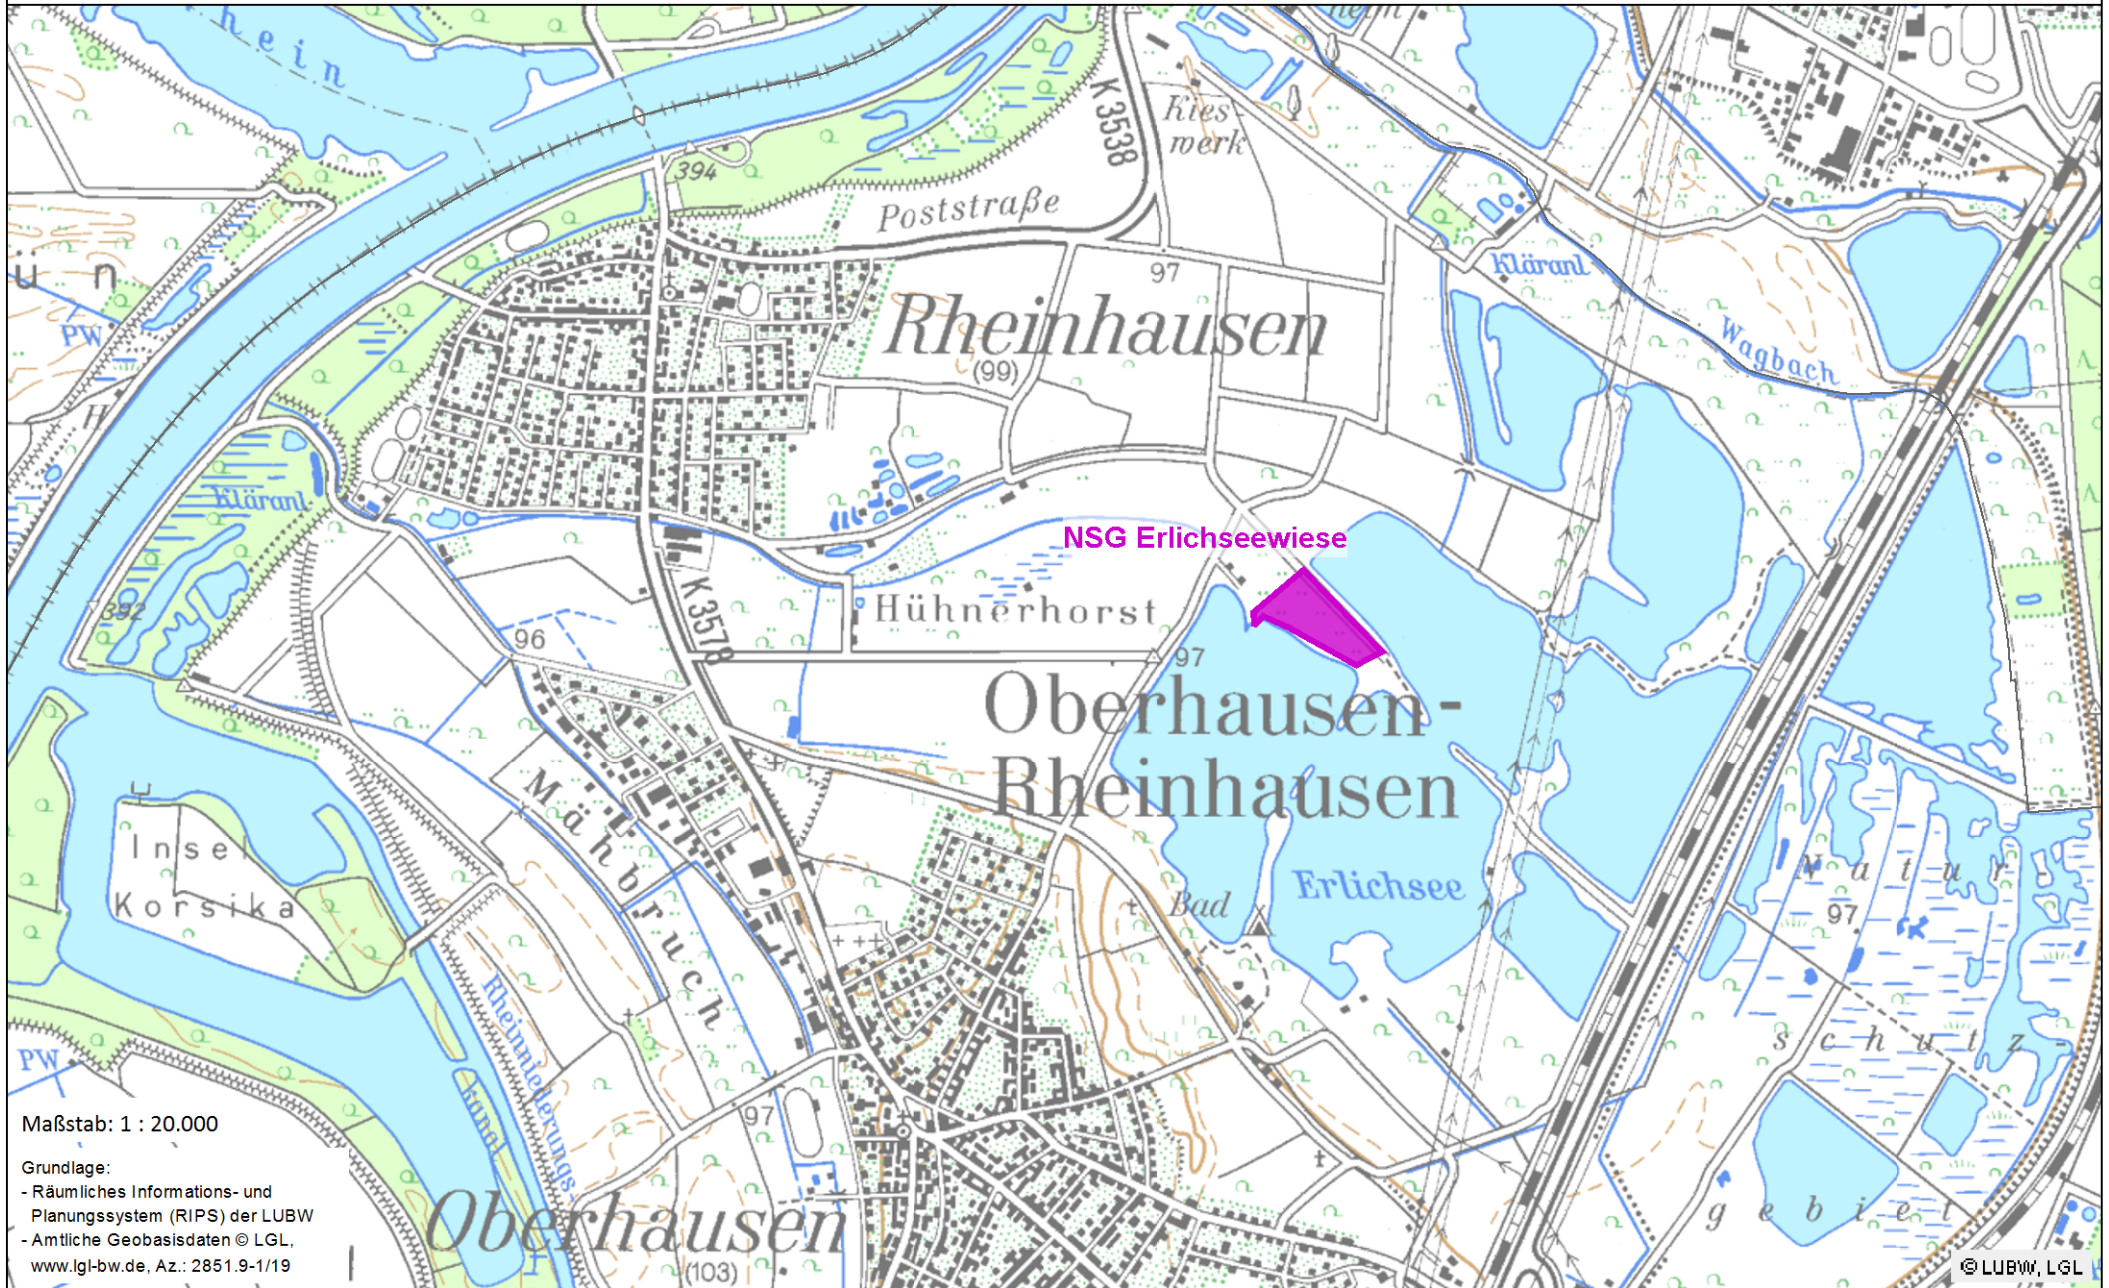 heim
hein
K 3538
Kies-
werk
394
Poststraße
ün
97
Kläranl.
PW
Rheinhausen
(99)
Wagbach
H
Kläranl.
NSG Erlichseewiese
392
K 3578
Hühnerhorst
96
97
Oberhausen-
Rheinhausen
Mähbruch
Insel
Korsika
Erlichsee
Bad
Natur-
97
Rheinniederungs-
kanal
schutz-
PW
97
Maßstab: 1 : 20.000
Grundlage:
- Räumliches Informations- und
Planungssystem (RIPS) der LUBW
- Amtliche Geobasisdaten © LGL,
www.lgl-bw.de, Az.: 2851.9-1/19
Oberhausen
(103)
gebiet
© LUBW, LGL